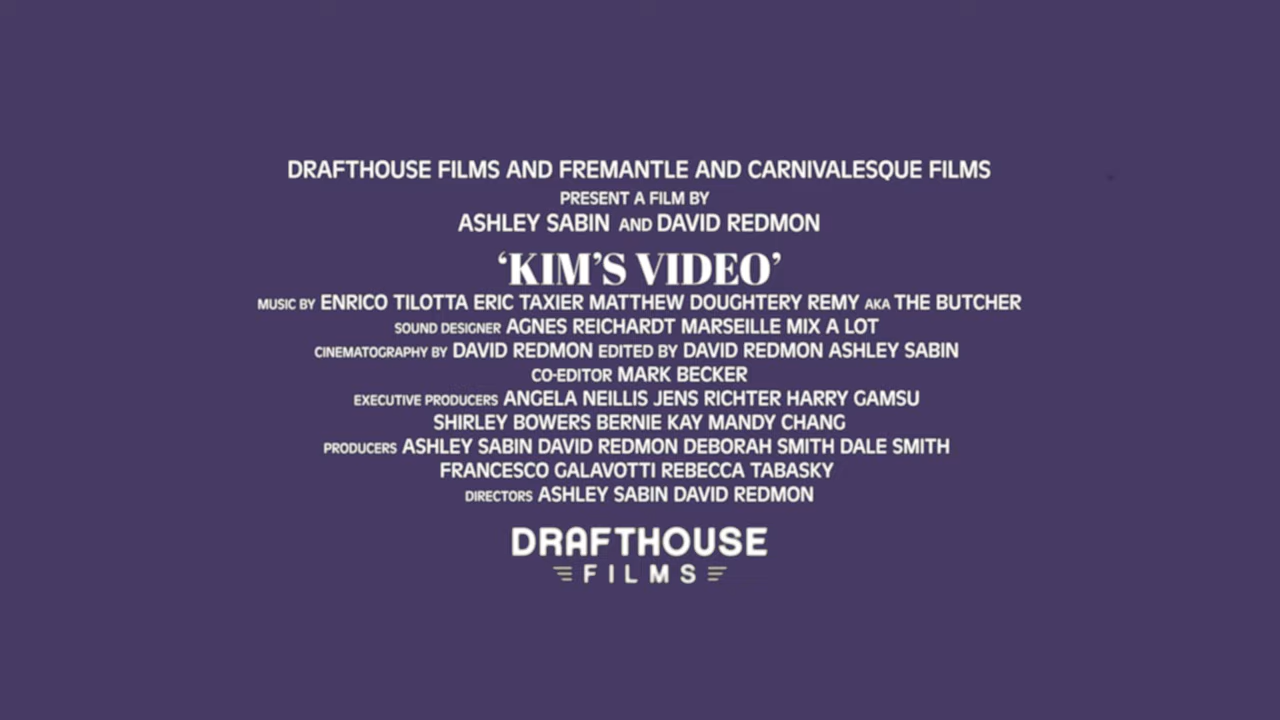 DRAFTHOUSE FILMS AND FREMANTLE AND CARNIVALESQUE FILMS
PRESENT A FILM BY
ASHLEY SABIN AND DAVID REDMON
‘KIM’S VIDEO’
MUSIC BY ENRICO TILOTTA ERIC TAXIER MATTHEW DOUGHTERY REMY AKA THE BUTCHER
SOUND DESIGNER AGNES REICHARDT MARSEILLE MIX A LOT
CINEMATOGRAPHY BY DAVID REDMON EDITED BY DAVID REDMON ASHLEY SABIN
CO-EDITOR MARK BECKER
EXECUTIVE PRODUCERS ANGELA NEILLIS JENS RICHTER HARRY GAMSU
SHIRLEY BOWERS BERNIE KAY MANDY CHANG
PRODUCERS ASHLEY SABIN DAVID REDMON DEBORAH SMITH DALE SMITH
FRANCESCO GALAVOTTI REBECCA TABASKY
DIRECTORS ASHLEY SABIN DAVID REDMON
DRAFTHOUSE
FILMS